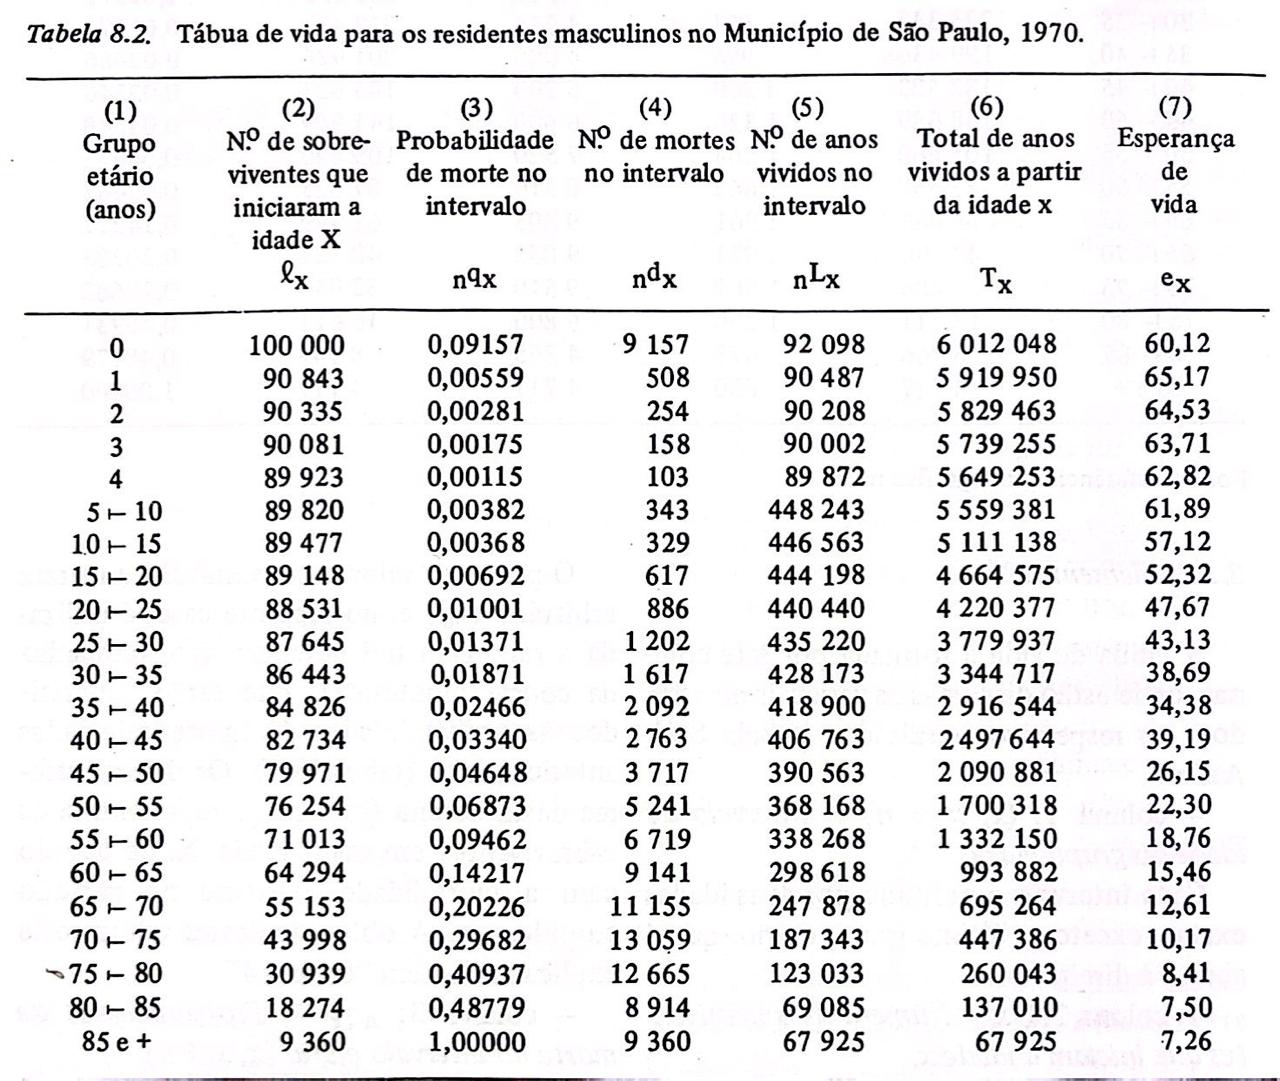 Tabela 8.2. Tábua de vida para os residentes masculinos no Município de São Paulo, 1970.
(1) (2) (3) (4) (5) (6) (7)
Grupo N.º de sobre- Probabilidade N.º de mortes N.º de anos Total de anos Esperança
etário viventes que de morte no no intervalo vividos no vividos a partir de
(anos) iniciaram a intervalo intervalo da idade x vida
idade X
ℓx nqx ndx nLx Tx ex
0 100 000 0,09157 9 157 92 098 6 012 048 60,12
1 90 843 0,00559 508 90 487 5 919 950 65,17
2 90 335 0,00281 254 90 208 5 829 463 64,53
3 90 081 0,00175 158 90 002 5 739 255 63,71
4 89 923 0,00115 103 89 872 5 649 253 62,82
5 ⊢ 10 89 820 0,00382 343 448 243 5 559 381 61,89
10 ⊢ 15 89 477 0,00368 329 446 563 5 111 138 57,12
15 ⊢ 20 89 148 0,00692 617 444 198 4 664 575 52,32
20 ⊢ 25 88 531 0,01001 886 440 440 4 220 377 47,67
25 ⊢ 30 87 645 0,01371 1 202 435 220 3 779 937 43,13
30 ⊢ 35 86 443 0,01871 1 617 428 173 3 344 717 38,69
35 ⊢ 40 84 826 0,02466 2 092 418 900 2 916 544 34,38
40 ⊢ 45 82 734 0,03340 2 763 406 763 2 497 644 39,19
45 ⊢ 50 79 971 0,04648 3 717 390 563 2 090 881 26,15
50 ⊢ 55 76 254 0,06873 5 241 368 168 1 700 318 22,30
55 ⊢ 60 71 013 0,09462 6 719 338 268 1 332 150 18,76
60 ⊢ 65 64 294 0,14217 9 141 298 618 993 882 15,46
65 ⊢ 70 55 153 0,20226 11 155 247 878 695 264 12,61
70 ⊢ 75 43 998 0,29682 13 059 187 343 447 386 10,17
75 ⊢ 80 30 939 0,40937 12 665 123 033 260 043 8,41
80 ⊢ 85 18 274 0,48779 8 914 69 085 137 010 7,50
85 e + 9 360 1,00000 9 360 67 925 67 925 7,26